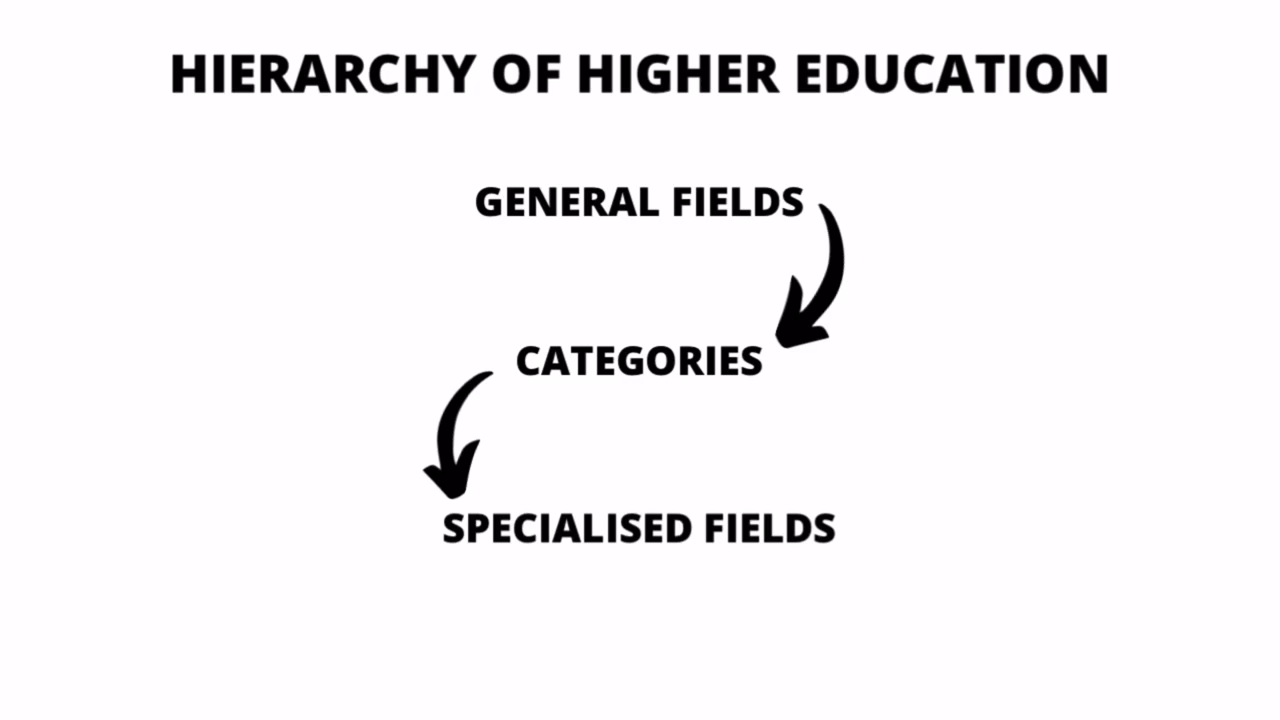 HIERARCHY OF HIGHER EDUCATION
GENERAL FIELDS
CATEGORIES
SPECIALISED FIELDS